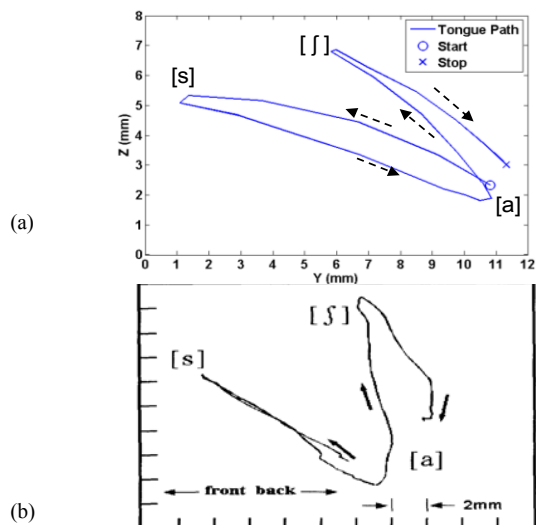 (a)
8
7
6
5
4
3
2
1
0
Z (mm)
[s]
[ʃ]
[a]
Tongue Path
Start
Stop
0 1 2 3 4 5 6 7 8 9 10 11 12
Y (mm)
(b)
[s]
[ʃ]
[a]
front back
2mm